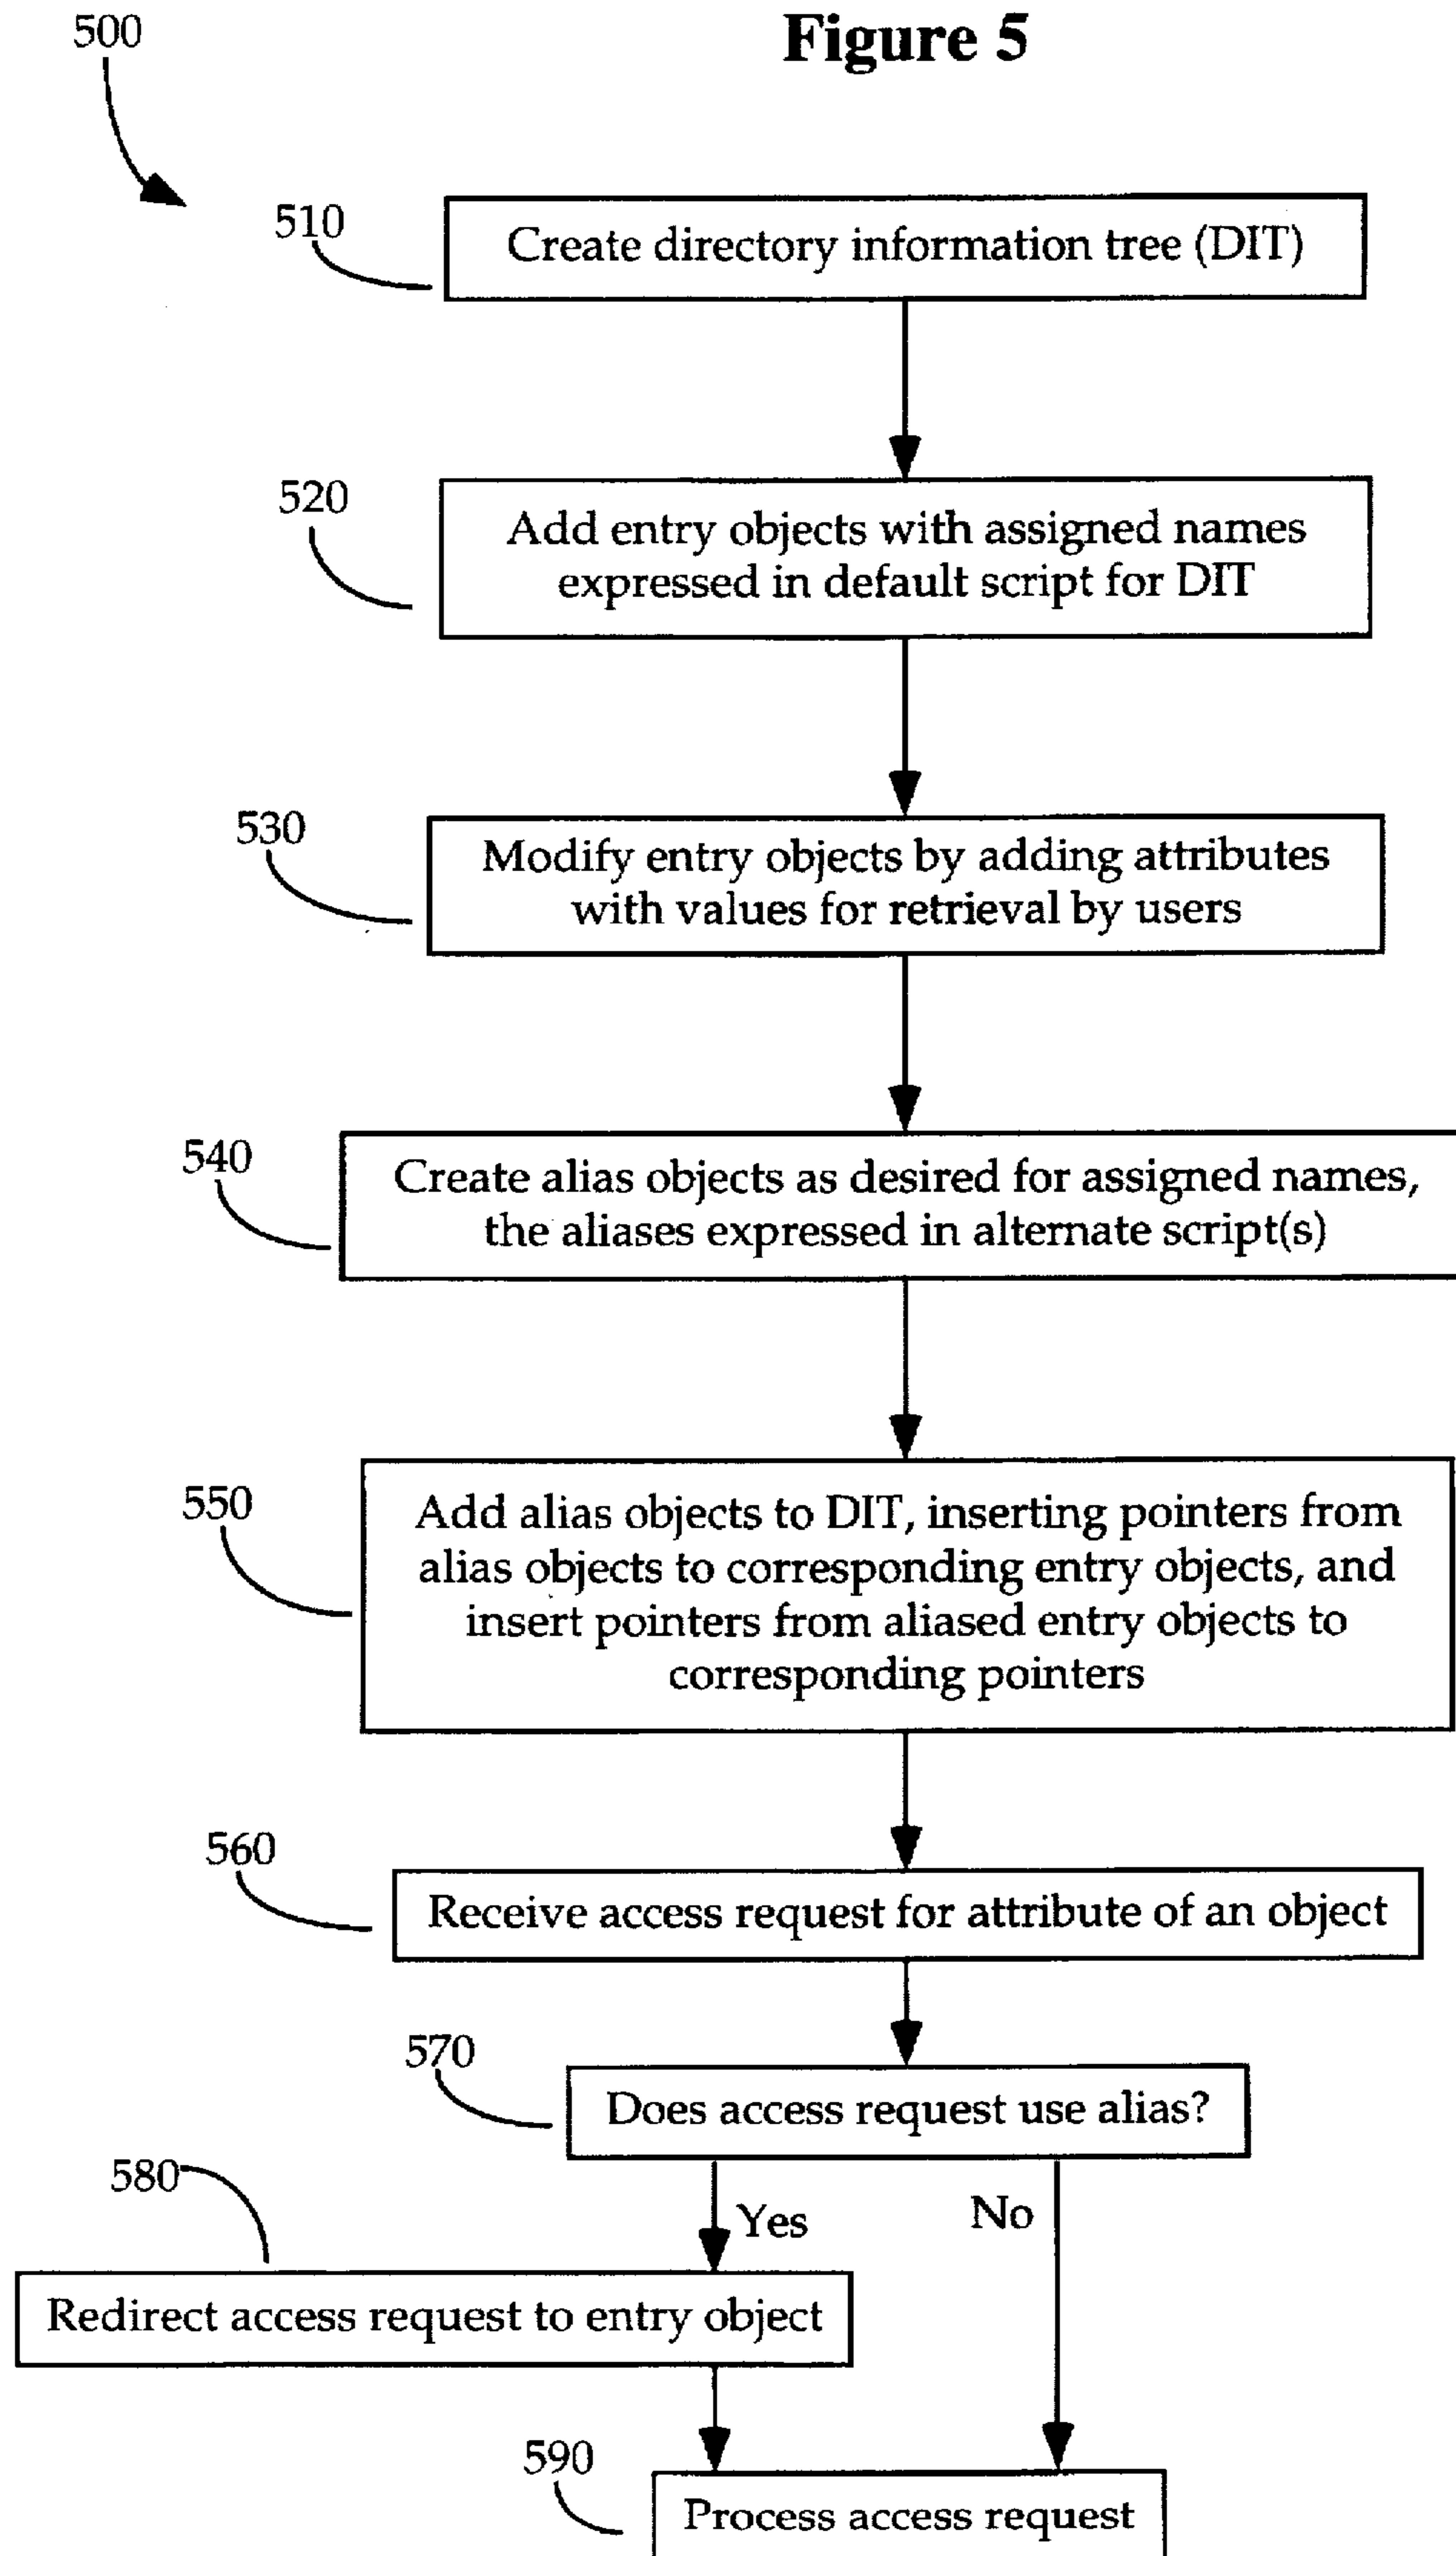 Figure 5
500
510
Create directory information tree (DIT)
520
Add entry objects with assigned names
expressed in default script for DIT
530
Modify entry objects by adding attributes
with values for retrieval by users
540
Create alias objects as desired for assigned names,
the aliases expressed in alternate script(s)
550
Add alias objects to DIT, inserting pointers from
alias objects to corresponding entry objects, and
insert pointers from aliased entry objects to
corresponding pointers
560
Receive access request for attribute of an object
570
Does access request use alias?
580
Yes
No
Redirect access request to entry object
590
Process access request